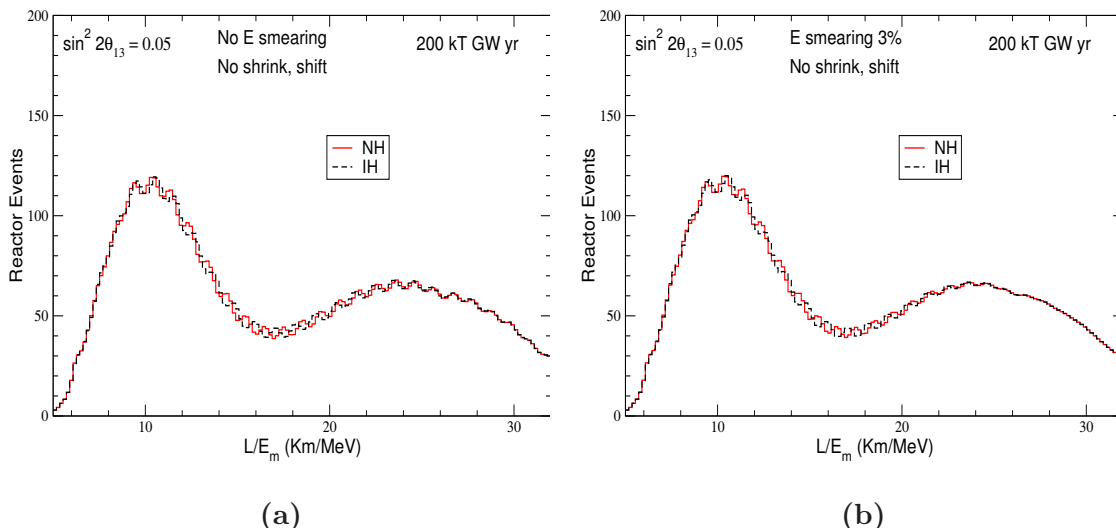 200
150
100
50
0
Reactor Events
sin² 2θ₁₃ = 0.05
No E smearing
No shrink, shift
200 kT GW yr
NH
IH
10
20
30
L/Eₘ (Km/MeV)
(a)
200
150
100
50
0
Reactor Events
sin² 2θ₁₃ = 0.05
E smearing 3%
No shrink, shift
200 kT GW yr
NH
IH
10
20
30
L/Eₘ (Km/MeV)
(b)